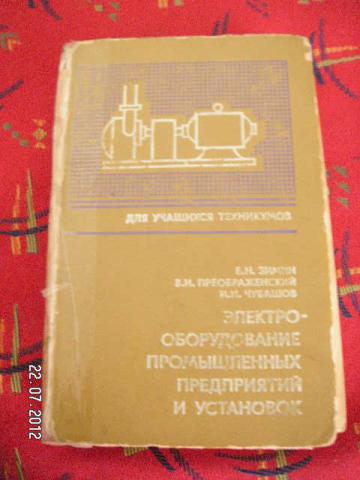 ДЛЯ УЧАЩИХСЯ ТЕХНИКУМОВ
Е.Н. ЗИМИН
В.И. ПРЕОБРАЖЕНСКИЙ
И.И. ЧУВАШОВ
ЭЛЕКТРО-
ОБОРУДОВАНИЕ
ПРОМЫШЛЕННЫХ
ПРЕДПРИЯТИЙ
И УСТАНОВОК
22.07.2012